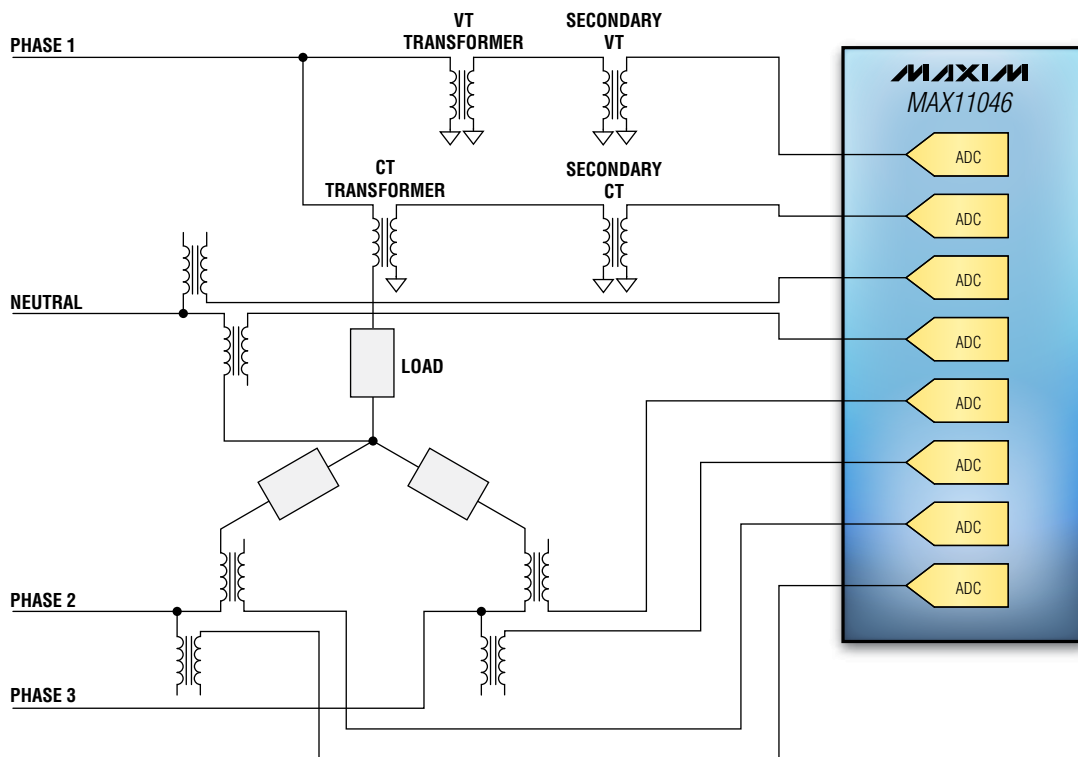 PHASE 1
VT
TRANSFORMER
SECONDARY
VT
MAXIM
MAX11046
ADC
CT
TRANSFORMER
SECONDARY
CT
ADC
ADC
NEUTRAL
ADC
LOAD
ADC
ADC
ADC
ADC
PHASE 2
PHASE 3